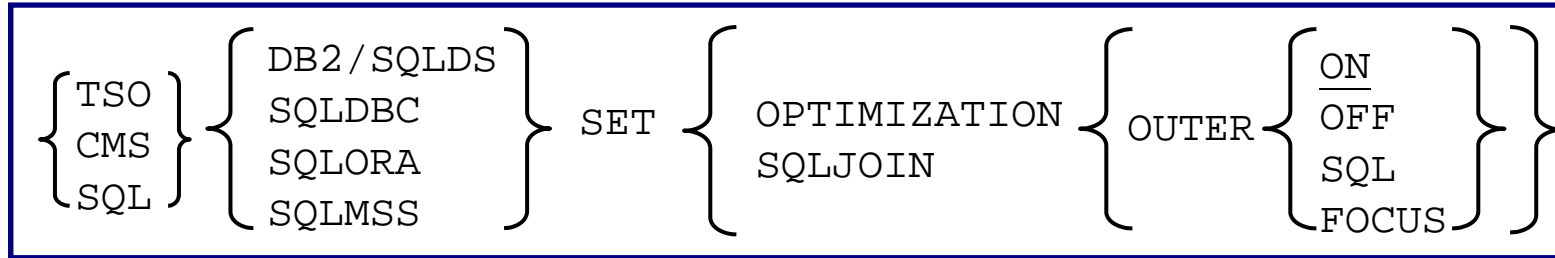 TSO
CMS
SQL
DB2/SQLDS
SQLDBC
SQLORA
SQLMSS
SET
OPTIMIZATION
SQLJOIN
OUTER
ON
OFF
SQL
FOCUS